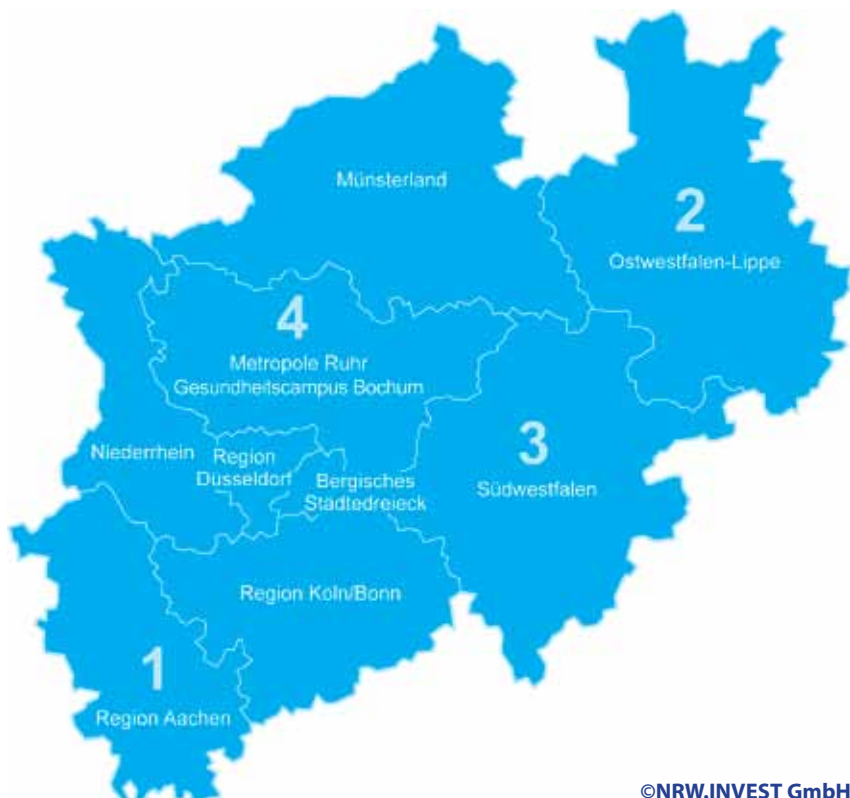 Münsterland
2
Ostwestfalen-Lippe
4
Metropole Ruhr
Gesundheitscampus Bochum
Niederrhein
Region
Düsseldorf
Bergisches
Städtedreieck
3
Südwestfalen
Region Köln/Bonn
1
Region Aachen
©NRW.INVEST GmbH